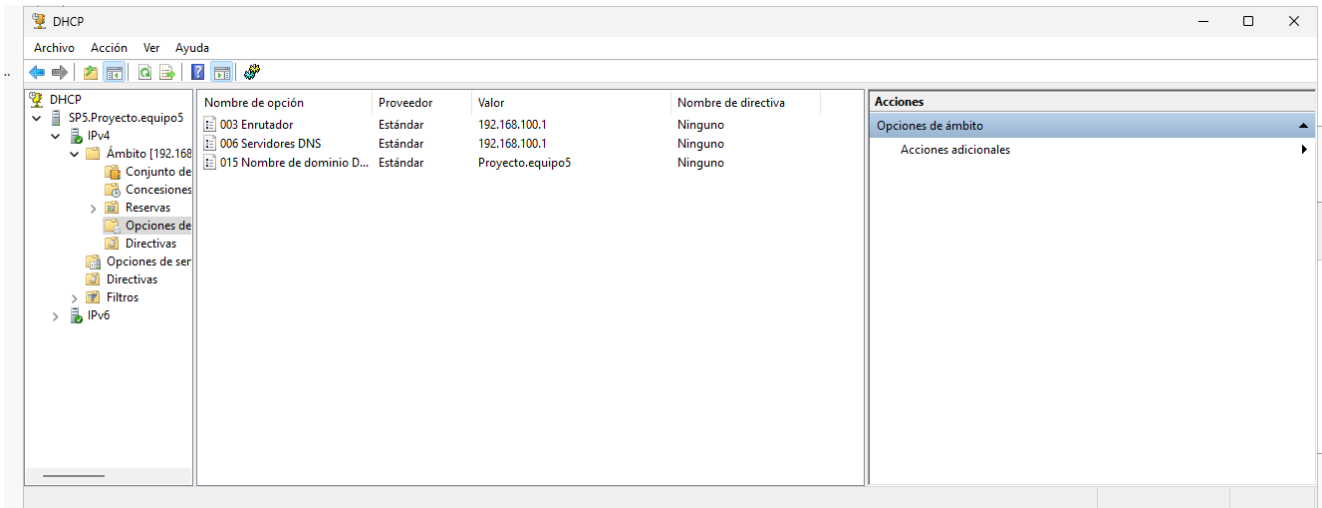 DHCP
Archivo Acción Ver Ayuda
..
DHCP
SP5.Proyecto.equipo5
IPv4
Ámbito [192.168
Conjunto de
Concesiones
Reservas
Opciones de
Directivas
Opciones de ser
Directivas
Filtros
IPv6
Nombre de opción Proveedor Valor Nombre de directiva
003 Enrutador Estándar 192.168.100.1 Ninguno
006 Servidores DNS Estándar 192.168.100.1 Ninguno
015 Nombre de dominio D... Estándar Proyecto.equipo5 Ninguno
Acciones
Opciones de ámbito
Acciones adicionales